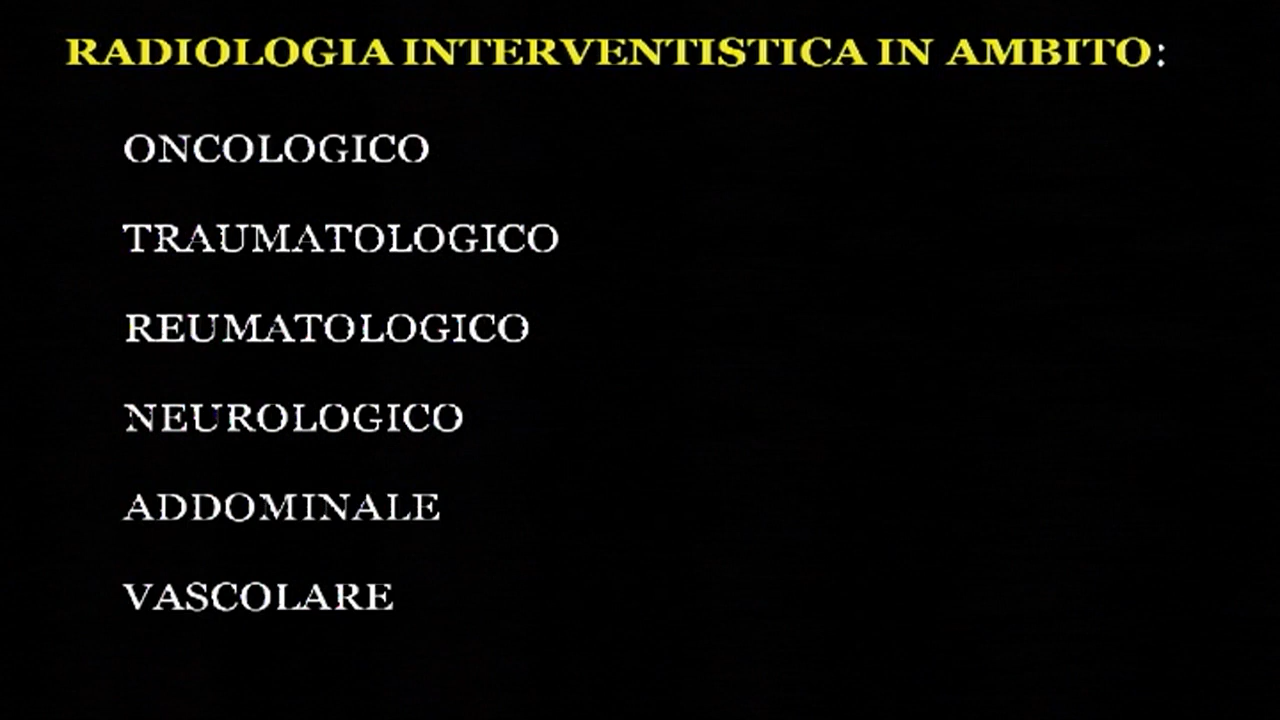 RADIOLOGIA INTERVENTISTICA IN AMBITO:
ONCOLOGICO
TRAUMATOLOGICO
REUMATOLOGICO
NEUROLOGICO
ADDOMINALE
VASCOLARE